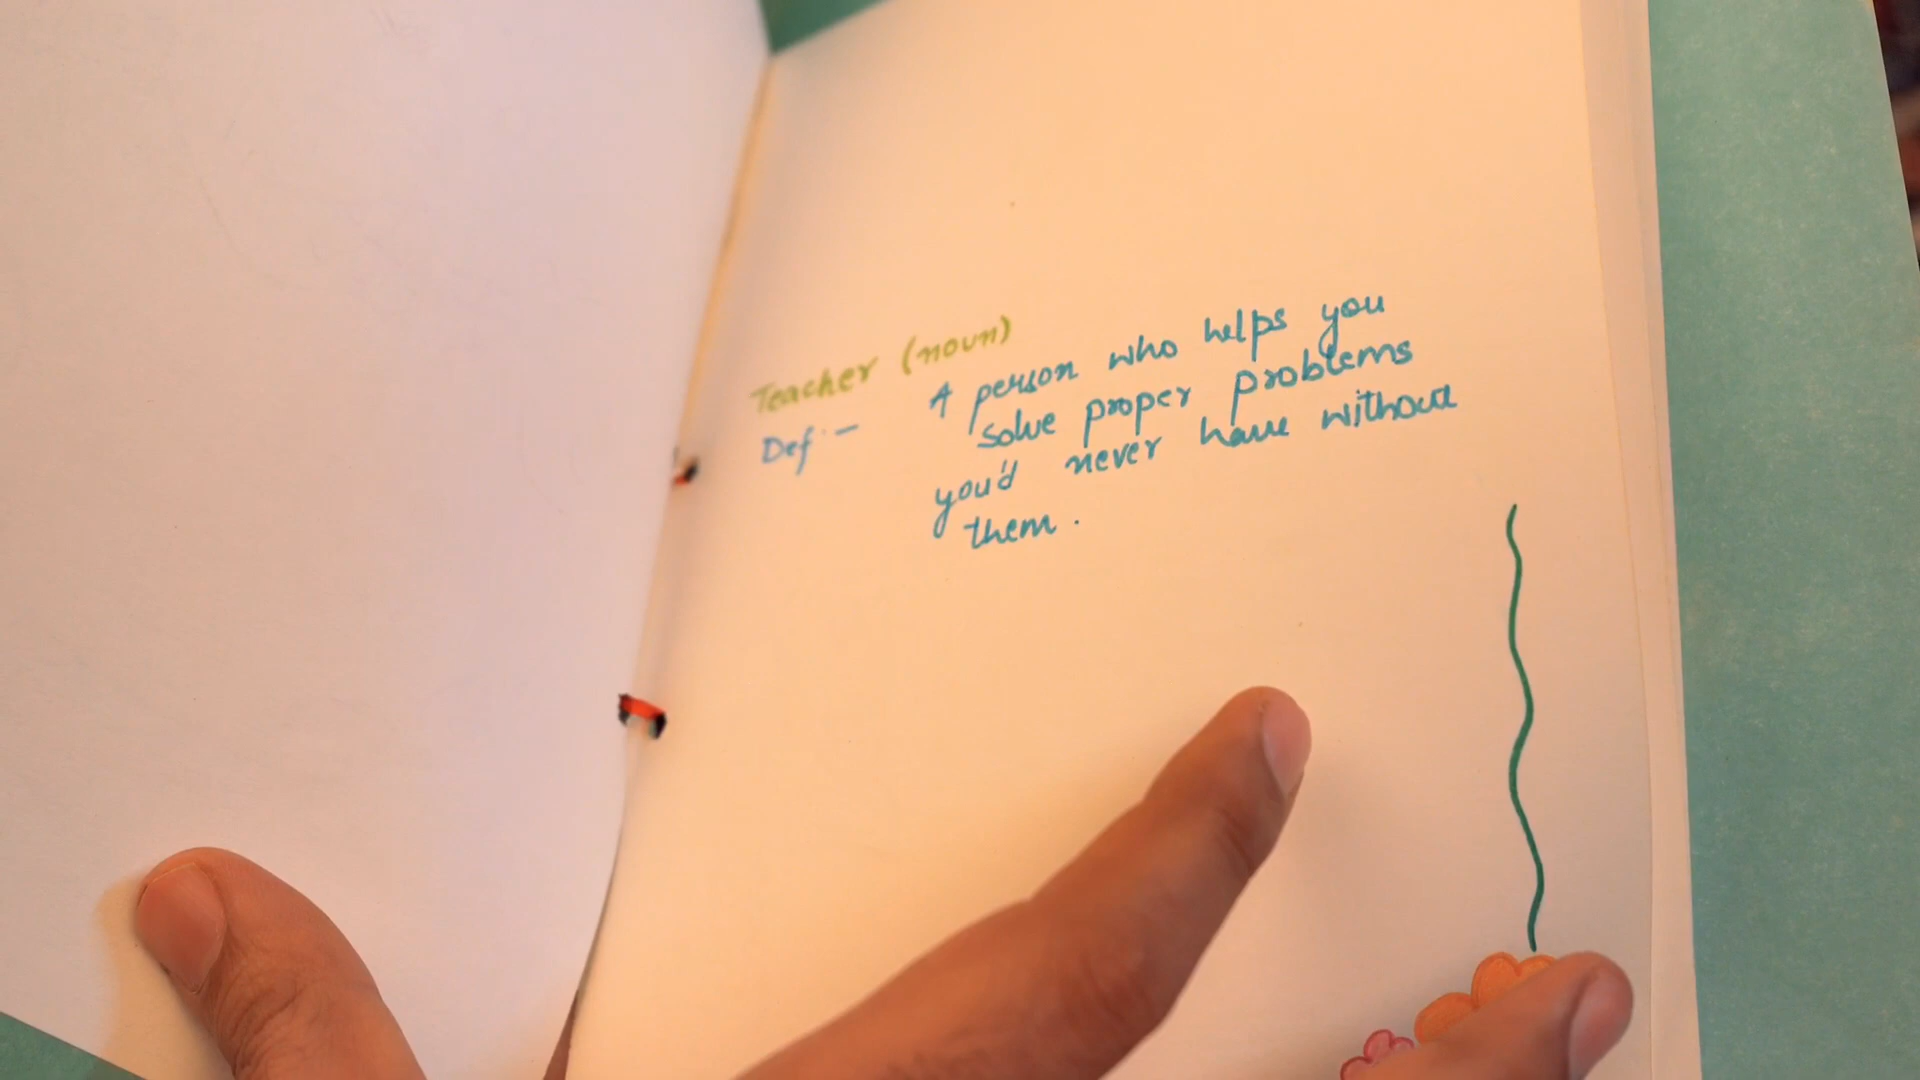 Teacher (noun)
Def :- A person who helps you
solve proper problems
you'd never have without
them.